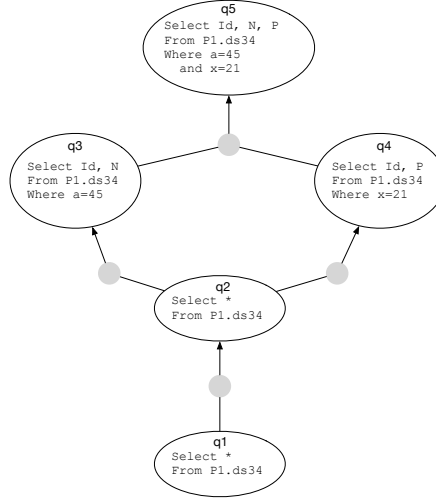 q5
Select Id, N, P
From P1.ds34
Where a=45
and x=21
q3
Select Id, N
From P1.ds34
Where a=45
q4
Select Id, P
From P1.ds34
Where x=21
q2
Select *
From P1.ds34
q1
Select *
From P1.ds34